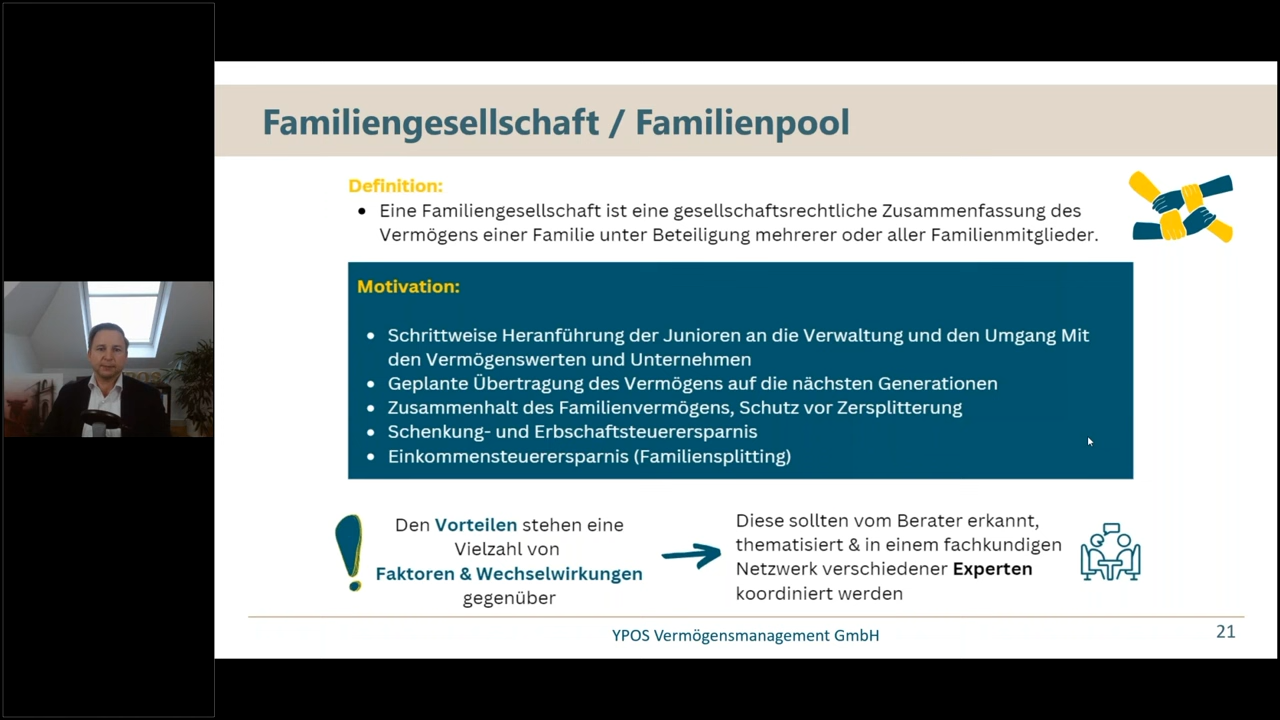 Familiengesellschaft / Familienpool
Definition:
• Eine Familiengesellschaft ist eine gesellschaftsrechtliche Zusammenfassung des
Vermögens einer Familie unter Beteiligung mehrerer oder aller Familienmitglieder.
Motivation:
• Schrittweise Heranführung der Junioren an die Verwaltung und den Umgang Mit
den Vermögenswerten und Unternehmen
• Geplante Übertragung des Vermögens auf die nächsten Generationen
• Zusammenhalt des Familienvermögens, Schutz vor Zersplitterung
• Schenkung- und Erbschaftsteuerersparnis
• Einkommensteuerersparnis (Familiensplitting)
Den Vorteilen stehen eine
Vielzahl von
Faktoren & Wechselwirkungen
gegenüber
Diese sollten vom Berater erkannt,
thematisiert & in einem fachkundigen
Netzwerk verschiedener Experten
koordiniert werden
YPOS Vermögensmanagement GmbH
21